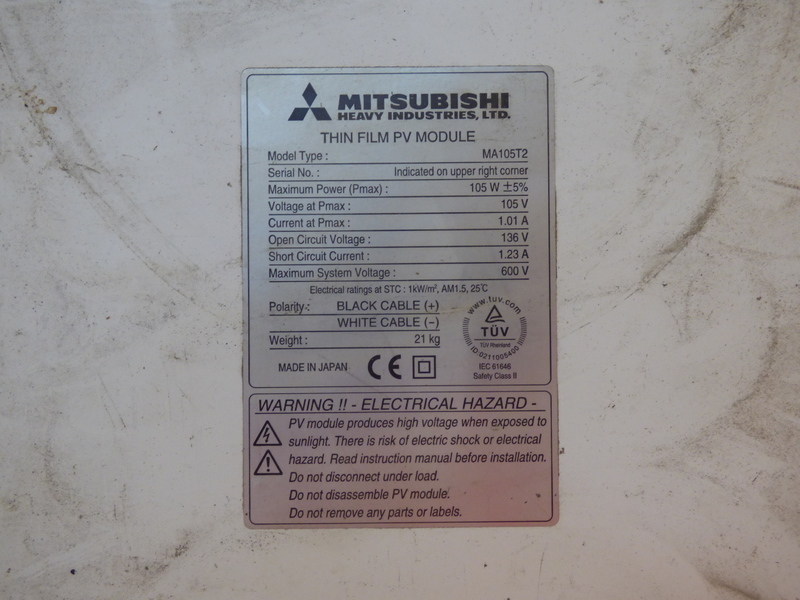 MITSUBISHI
HEAVY INDUSTRIES, LTD.
THIN FILM PV MODULE
Model Type : MA105T2
Serial No. : Indicated on upper right corner
Maximum Power (Pmax) : 105 W ±5%
Voltage at Pmax : 105 V
Current at Pmax : 1.01 A
Open Circuit Voltage : 136 V
Short Circuit Current : 1.23 A
Maximum System Voltage : 600 V
Electrical ratings at STC : 1kW/m², AM1.5, 25℃
Polarity : BLACK CABLE (+)
WHITE CABLE (−)
Weight : 21 kg
www.tuv.com
TÜV
TÜV Rheinland
ID:0211005400
IEC 61646
Safety Class II
MADE IN JAPAN CE
WARNING !! - ELECTRICAL HAZARD -
PV module produces high voltage when exposed to
sunlight. There is risk of electric shock or electrical
hazard. Read instruction manual before installation.
Do not disconnect under load.
Do not disassemble PV module.
Do not remove any parts or labels.